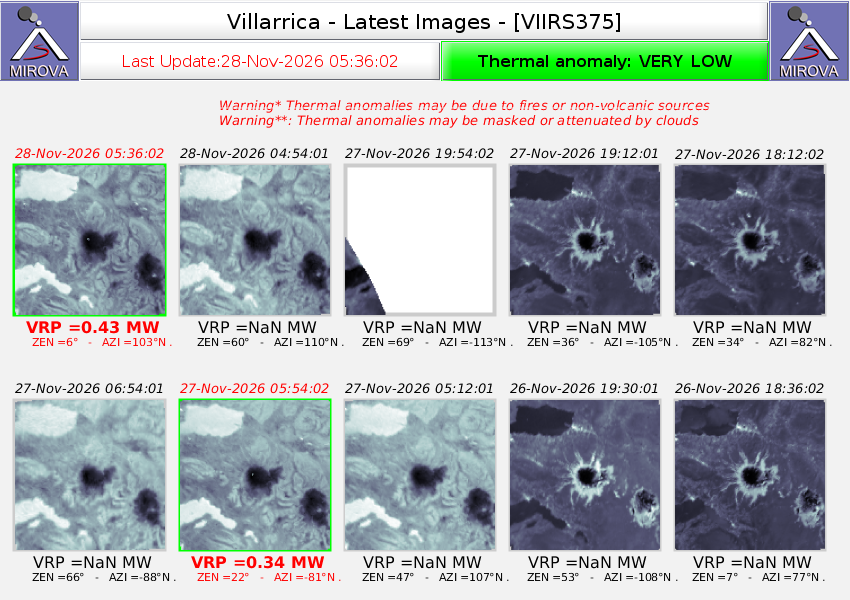 Villarrica - Latest Images - [VIIRS375]
MIROVA
Last Update:28-Nov-2026 05:36:02
Thermal anomaly: VERY LOW
MIROVA
Warning* Thermal anomalies may be due to fires or non-volcanic sources
Warning**: Thermal anomalies may be masked or attenuated by clouds
28-Nov-2026 05:36:02
28-Nov-2026 04:54:01
27-Nov-2026 19:54:02
27-Nov-2026 19:12:01
27-Nov-2026 18:12:02
VRP =0.43 MW
VRP =NaN MW
VRP =NaN MW
VRP =NaN MW
VRP =NaN MW
ZEN =6° - AZI =103°N .
ZEN =60° - AZI =110°N .
ZEN =69° - AZI =-113°N .
ZEN =36° - AZI =-105°N .
ZEN =34° - AZI =82°N .
27-Nov-2026 06:54:01
27-Nov-2026 05:54:02
27-Nov-2026 05:12:01
26-Nov-2026 19:30:01
26-Nov-2026 18:36:02
VRP =NaN MW
VRP =0.34 MW
VRP =NaN MW
VRP =NaN MW
VRP =NaN MW
ZEN =66° - AZI =-88°N .
ZEN =22° - AZI =-81°N .
ZEN =47° - AZI =107°N .
ZEN =53° - AZI =-108°N .
ZEN =7° - AZI =77°N .